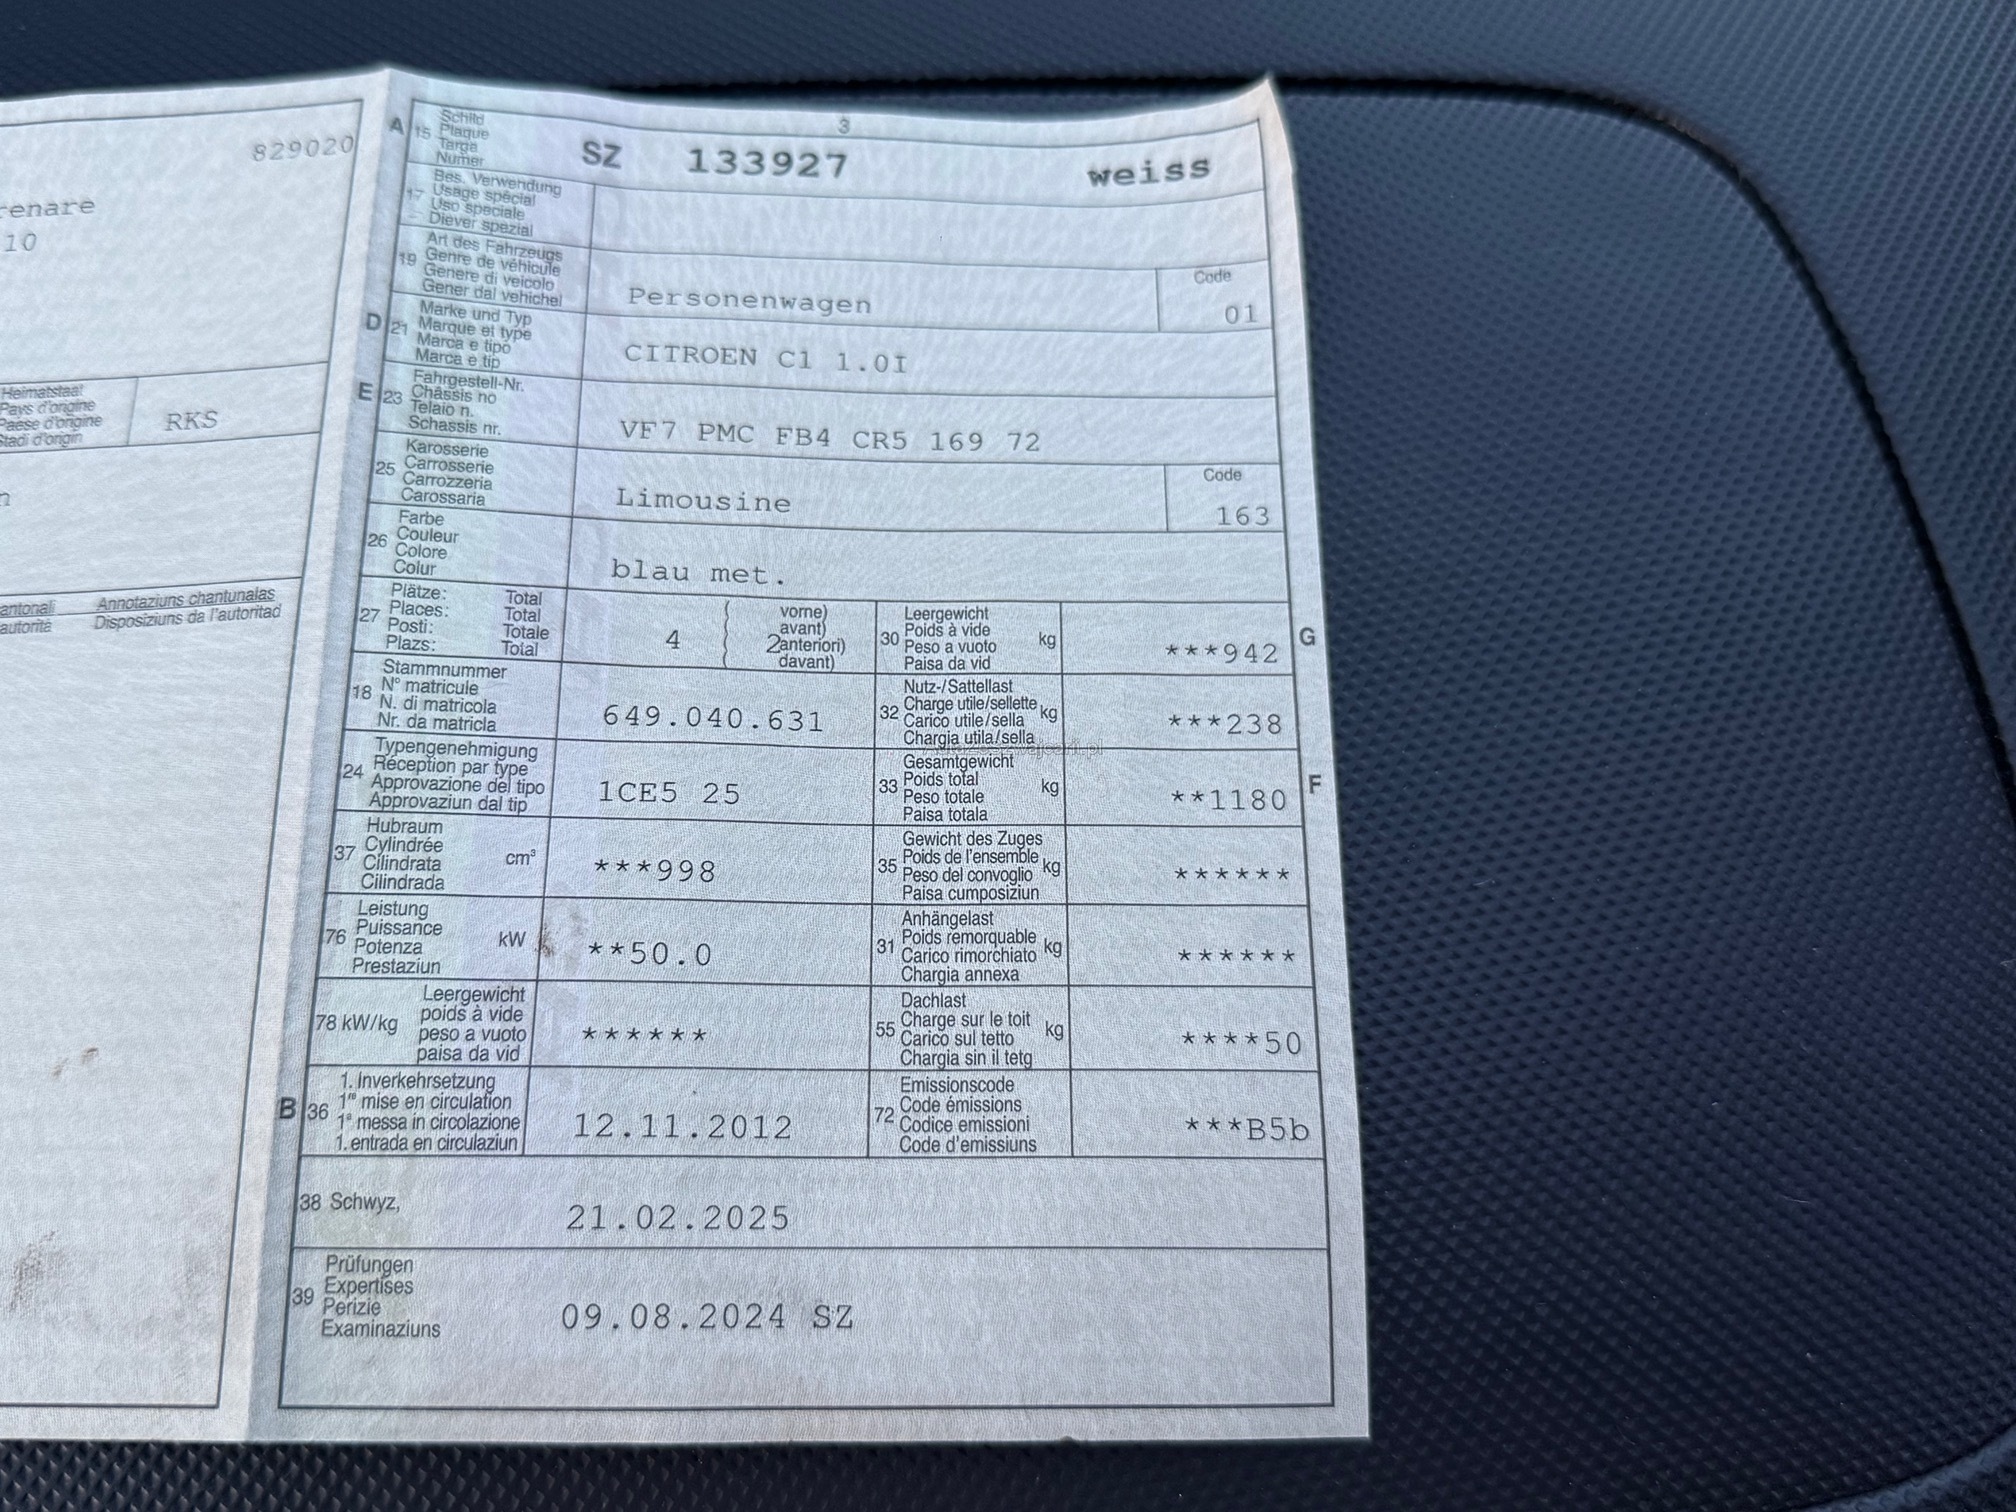 829020
renare
10
Heimatstaat
Pays d'origine
Paese d'origine
Stadi d'origin
RKS
n
antonali Annotaziuns chantunalas
autorità Disposiziuns da l'autoritad
3
A 15 Schild
Plaque
Targa
Numer
SZ 133927 weiss
17 Bes. Verwendung
Usage spécial
Uso speciale
Diever spezial
19 Art des Fahrzeugs
Genre de véhicule
Genere di veicolo
Gener dal vehichel
Personenwagen
Code
01
D 21 Marke und Typ
Marque et type
Marca e tipo
Marca e tip
CITROEN C1 1.0I
E 23 Fahrgestell-Nr.
Châssis no
Telaio n.
Schassis nr.
VF7 PMC FB4 CR5 169 72
25 Karosserie
Carrosserie
Carrozzeria
Carossaria
Limousine
Code
163
26 Farbe
Couleur
Colore
Colur
blau met.
27 Plätze: Total
Places: Total
Posti: Totale
Plazs: Total
4
( vorne)
( avant)
( 2 anteriori)
( davant)
30 Leergewicht
Poids à vide kg
Peso a vuoto
Paisa da vid
***942
G
18 Stammnummer
N° matricule
N. di matricola
Nr. da matricla
649.040.631
32 Nutz-/Sattellast
Charge utile/sellette kg
Carico utile/sella
Chargia utila/sella
***238
24 Typengenehmigung
Réception par type
Approvazione del tipo
Approvaziun dal tip
1CE5 25
33 Gesamtgewicht
Poids total kg
Peso totale
Paisa totala
**1180
F
37 Hubraum
Cylindrée cm³
Cilindrata
Cilindrada
***998
35 Gewicht des Zuges
Poids de l'ensemble kg
Peso del convoglio
Paisa cumposiziun
******
76 Leistung
Puissance kW
Potenza
Prestaziun
**50.0
31 Anhängelast
Poids remorquable kg
Carico rimorchiato
Chargia annexa
******
78 kW/kg Leergewicht
poids à vide
peso a vuoto
paisa da vid
******
55 Dachlast
Charge sur le toit kg
Carico sul tetto
Chargia sin il tetg
****50
B 36 1. Inverkehrsetzung
1re mise en circulation
1a messa in circolazione
1. entrada en circulaziun
12.11.2012
72 Emissionscode
Code émissions
Codice emissioni
Code d'emissiuns
***B5b
38 Schwyz,
21.02.2025
39 Prüfungen
Expertises
Perizie
Examinaziuns
09.08.2024 SZ